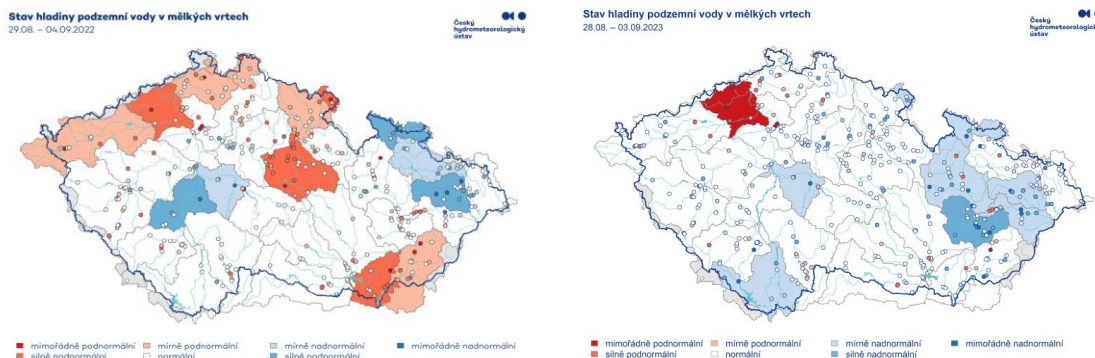 Stav hladiny podzemní vody v mělkých vrtech
29.08. – 04.09.2022
Český
hydrometeorologický
ústav
mimořádně podnormální
mírně podnormální
mírně nadnormální
mimořádně nadnormální
silně podnormální
normální
silně nadnormální
Stav hladiny podzemní vody v mělkých vrtech
28.08. – 03.09.2023
Český
hydrometeorologický
ústav
mimořádně podnormální
mírně podnormální
mírně nadnormální
mimořádně nadnormální
silně podnormální
normální
silně nadnormální